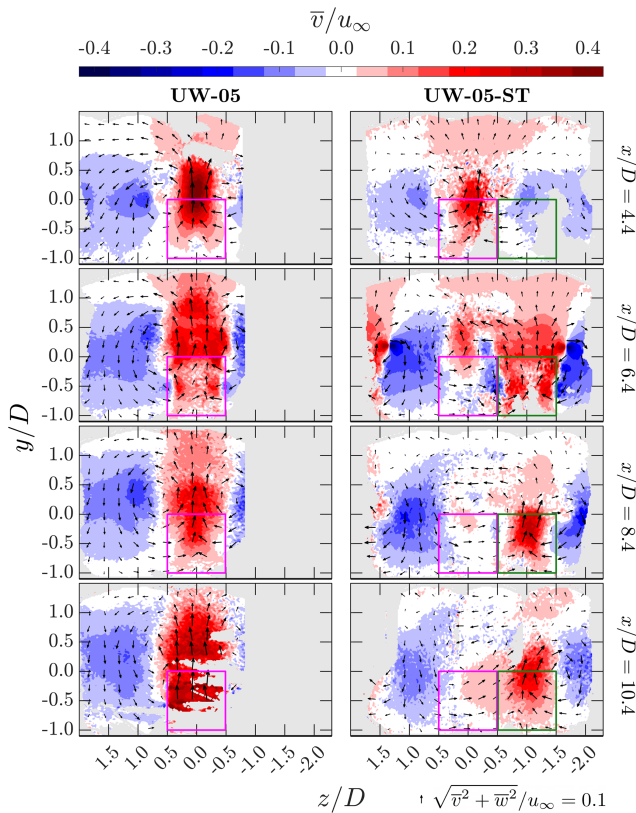 v̅/u∞
-0.4 -0.3 -0.2 -0.1 0.0 0.1 0.2 0.3 0.4
UW-05 UW-05-ST
1.0 0.5 0.0 -0.5 -1.0 x/D = 4.4
1.0 0.5 0.0 -0.5 -1.0 x/D = 6.4
y/D
1.0 0.5 0.0 -0.5 -1.0 x/D = 8.4
1.0 0.5 0.0 -0.5 -1.0 x/D = 10.4
1.5 1.0 0.5 0.0 -0.5 -1.0 -1.5 -2.0 1.5 1.0 0.5 0.0 -0.5 -1.0 -1.5 -2.0
z/D ↑ √v̅² + w̅²/u∞ = 0.1